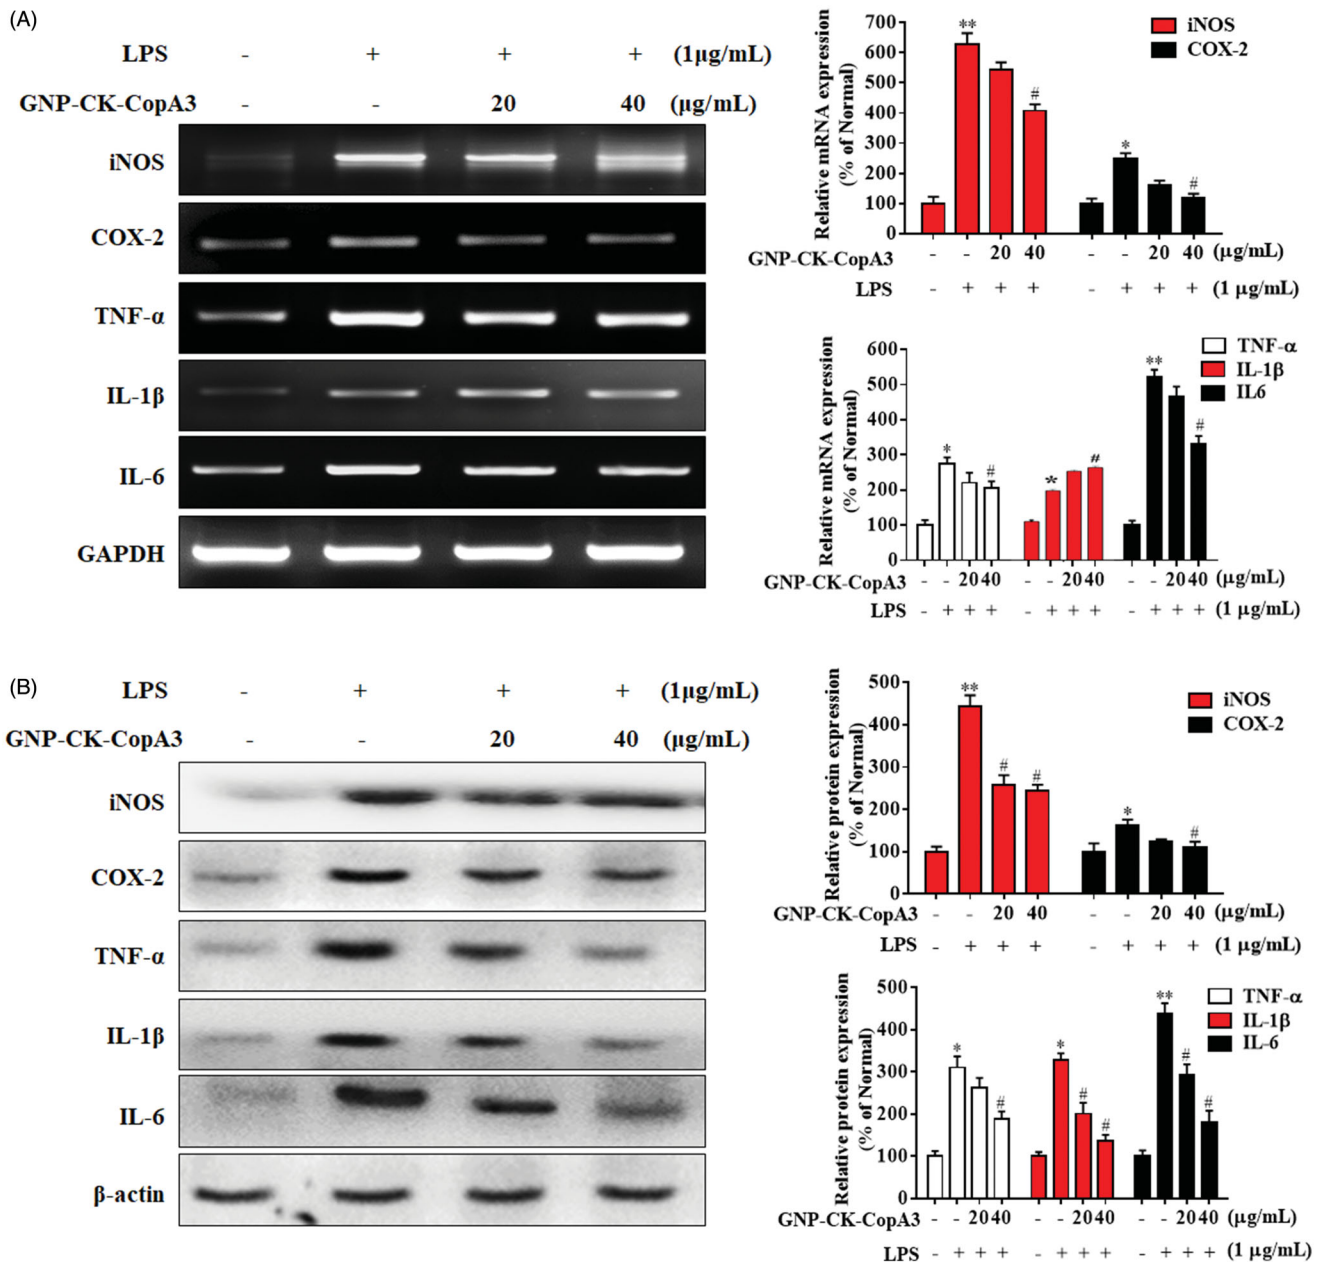 (A)
LPS - + + + (1μg/mL)
GNP-CK-CopA3 - - 20 40 (μg/mL)
iNOS
COX-2
TNF-α
IL-1β
IL-6
GAPDH
Relative mRNA expression
(% of Normal)
700
600
500
400
300
200
100
0
** # * #
iNOS
COX-2
GNP-CK-CopA3 - - 20 40 - - 20 40 (μg/mL)
LPS - + + + - + + + (1 μg/mL)
Relative mRNA expression
(% of Normal)
600
500
400
300
200
100
0
* # * # ** #
TNF-α
IL-1β
IL6
GNP-CK-CopA3 - - 20 40 - - 20 40 - - 20 40 (μg/mL)
LPS - + + + - + + + - + + + (1 μg/mL)
(B)
LPS - + + + (1μg/mL)
GNP-CK-CopA3 - - 20 40 (μg/mL)
iNOS
COX-2
TNF-α
IL-1β
IL-6
β-actin
Relative protein expression
(% of Normal)
500
400
300
200
100
0
** # # * #
iNOS
COX-2
GNP-CK-CopA3 - - 20 40 - - 20 40 (μg/mL)
LPS - + + + - + + + (1 μg/mL)
Relative protein expression
(% of Normal)
500
400
300
200
100
0
* # * # # ** # #
TNF-α
IL-1β
IL-6
GNP-CK-CopA3 - - 20 40 - - 20 40 - - 20 40 (μg/mL)
LPS - + + + - + + + - + + + (1 μg/mL)